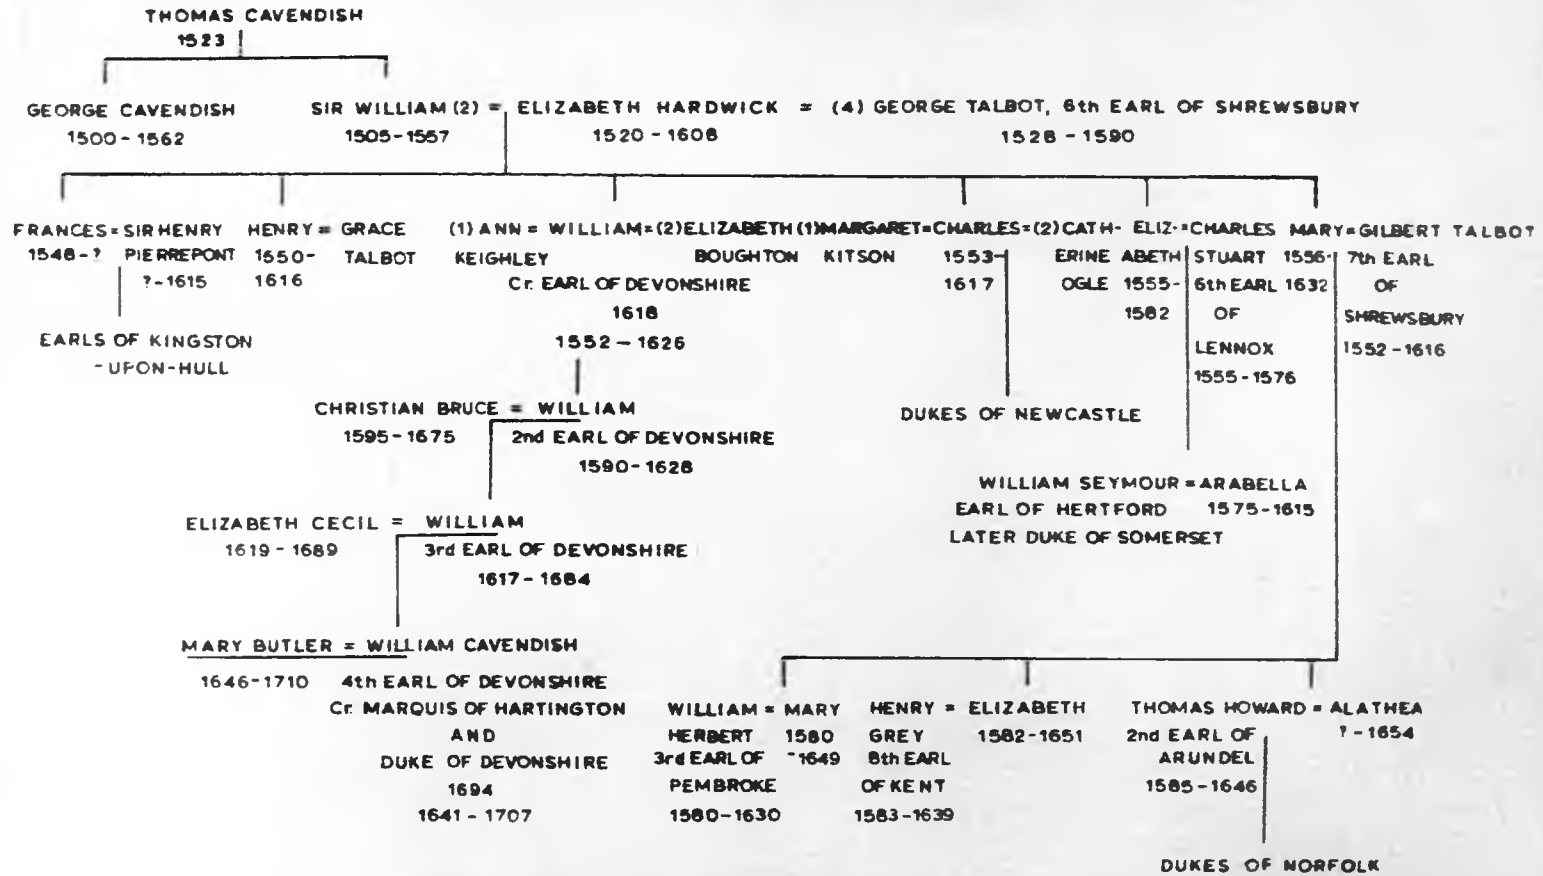 THOMAS CAVENDISH
1523
GEORGE CAVENDISH SIR WILLIAM (2) = ELIZABETH HARDWICK = (4) GEORGE TALBOT, 6th EARL OF SHREWSBURY
1500-1562 1505-1557 1520-1608 1528-1590
FRANCES = SIR HENRY HENRY = GRACE (1) ANN = WILLIAM = (2) ELIZABETH (1) MARGARET = CHARLES = (2) CATH- ELIZ- = CHARLES MARY = GILBERT TALBOT
1548-? PIERREPONT 1550- TALBOT KEIGHLEY BOUGHTON KITSON 1553- ERINE ABETH STUART 1556- 7th EARL
?-1615 1616 Cr. EARL OF DEVONSHIRE 1617 OGLE 1555- 6th EARL 1632 OF
1618 1582 OF SHREWSBURY
EARLS OF KINGSTON 1552-1626 LENNOX 1552-1616
-UPON-HULL 1555-1576
CHRISTIAN BRUCE = WILLIAM DUKES OF NEWCASTLE
1595-1675 2nd EARL OF DEVONSHIRE
1590-1628
WILLIAM SEYMOUR = ARABELLA
EARL OF HERTFORD 1575-1615
LATER DUKE OF SOMERSET
ELIZABETH CECIL = WILLIAM
1619-1689 3rd EARL OF DEVONSHIRE
1617-1684
MARY BUTLER = WILLIAM CAVENDISH
1646-1710 4th EARL OF DEVONSHIRE
Cr. MARQUIS OF HARTINGTON
AND
DUKE OF DEVONSHIRE
1694
1641-1707
WILLIAM = MARY HENRY = ELIZABETH THOMAS HOWARD = ALATHEA
HERBERT 1580 GREY 1582-1651 2nd EARL OF ?-1654
3rd EARL OF -1649 8th EARL ARUNDEL
PEMBROKE OF KENT 1585-1646
1580-1630 1583-1639
DUKES OF NORFOLK